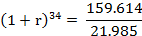 (1 + r)³⁴ = 159.614 / 21.985